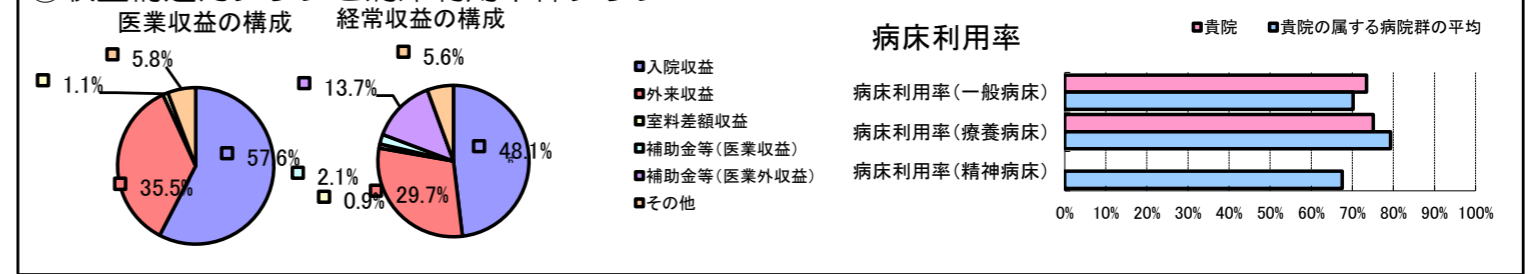 医業収益の構成
5.8%
1.1%
57.6%
35.5%
経常収益の構成
5.6%
13.7%
48.1%
2.1%
0.9%
29.7%
入院収益
外来収益
室料差額収益
補助金等(医業収益)
補助金等(医業外収益)
その他
病床利用率
貴院 貴院の属する病院群の平均
病床利用率(一般病床)
病床利用率(療養病床)
病床利用率(精神病床)
0% 10% 20% 30% 40% 50% 60% 70% 80% 90% 100%